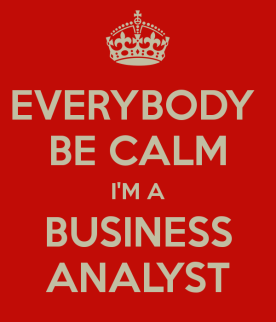 EVERYBODY
BE CALM
I'M A
BUSINESS
ANALYST